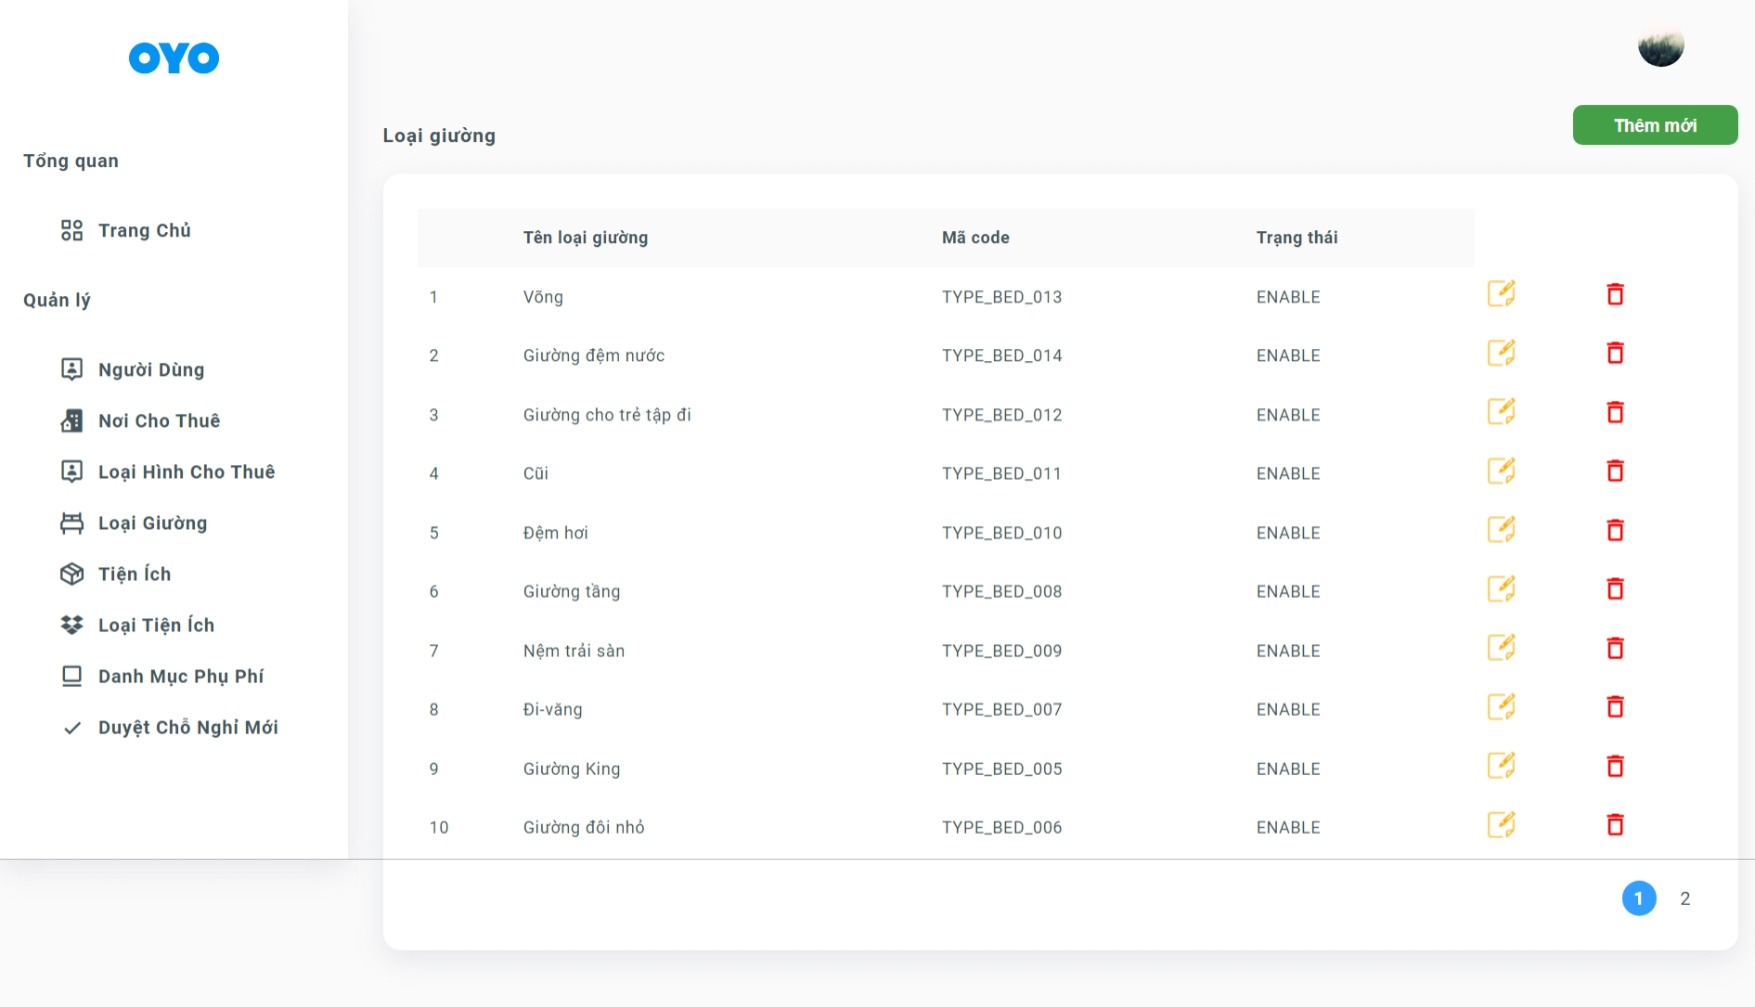 OYO
Tổng quan
Trang Chủ
Quản lý
Người Dùng
Nơi Cho Thuê
Loại Hình Cho Thuê
Loại Giường
Tiện Ích
Loại Tiện Ích
Danh Mục Phụ Phí
Duyệt Chỗ Nghỉ Mới
Loại giường
Thêm mới
Tên loại giường Mã code Trạng thái
1 Võng TYPE_BED_013 ENABLE
2 Giường đệm nước TYPE_BED_014 ENABLE
3 Giường cho trẻ tập đi TYPE_BED_012 ENABLE
4 Cũi TYPE_BED_011 ENABLE
5 Đệm hơi TYPE_BED_010 ENABLE
6 Giường tầng TYPE_BED_008 ENABLE
7 Nệm trải sàn TYPE_BED_009 ENABLE
8 Đi-văng TYPE_BED_007 ENABLE
9 Giường King TYPE_BED_005 ENABLE
10 Giường đôi nhỏ TYPE_BED_006 ENABLE
1 2